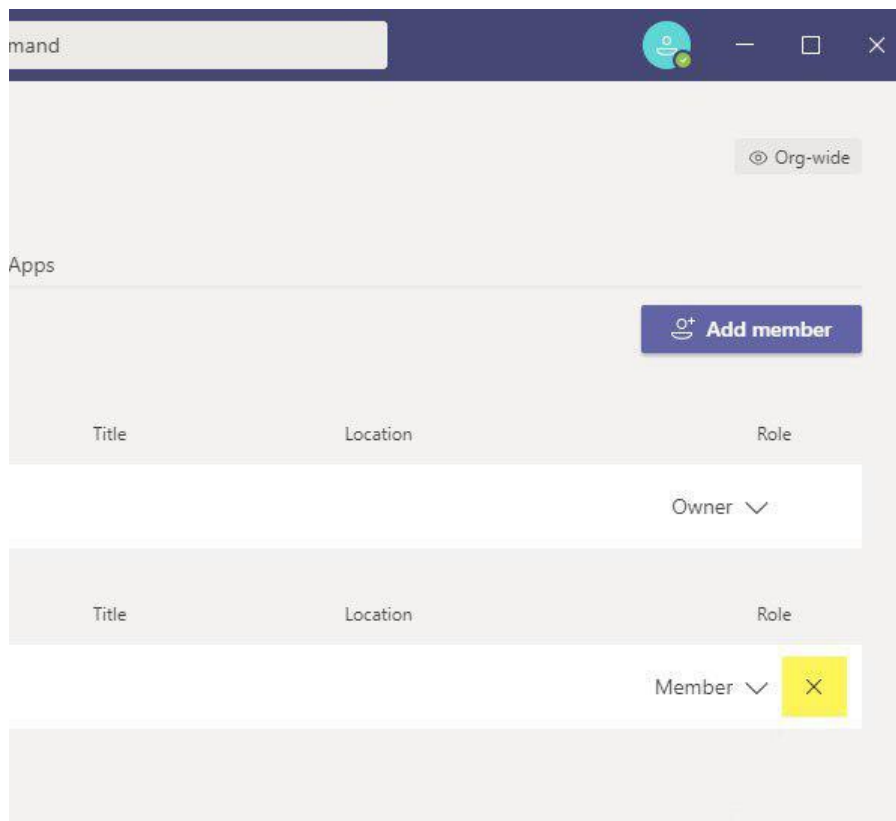 mand
Org-wide
Apps
Add member
Title Location Role
Owner
Title Location Role
Member